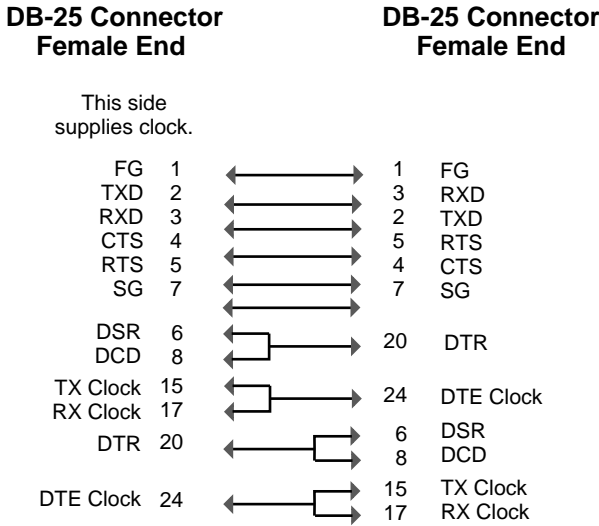 DB-25 Connector
Female End
DB-25 Connector
Female End
This side
supplies clock.
FG 1 1 FG
TXD 2 3 RXD
RXD 3 2 TXD
CTS 4 5 RTS
RTS 5 4 CTS
SG 7 7 SG
DSR 6
DCD 8
20 DTR
TX Clock 15
RX Clock 17
24 DTE Clock
DTR 20
6 DSR
8 DCD
DTE Clock 24
15 TX Clock
17 RX Clock